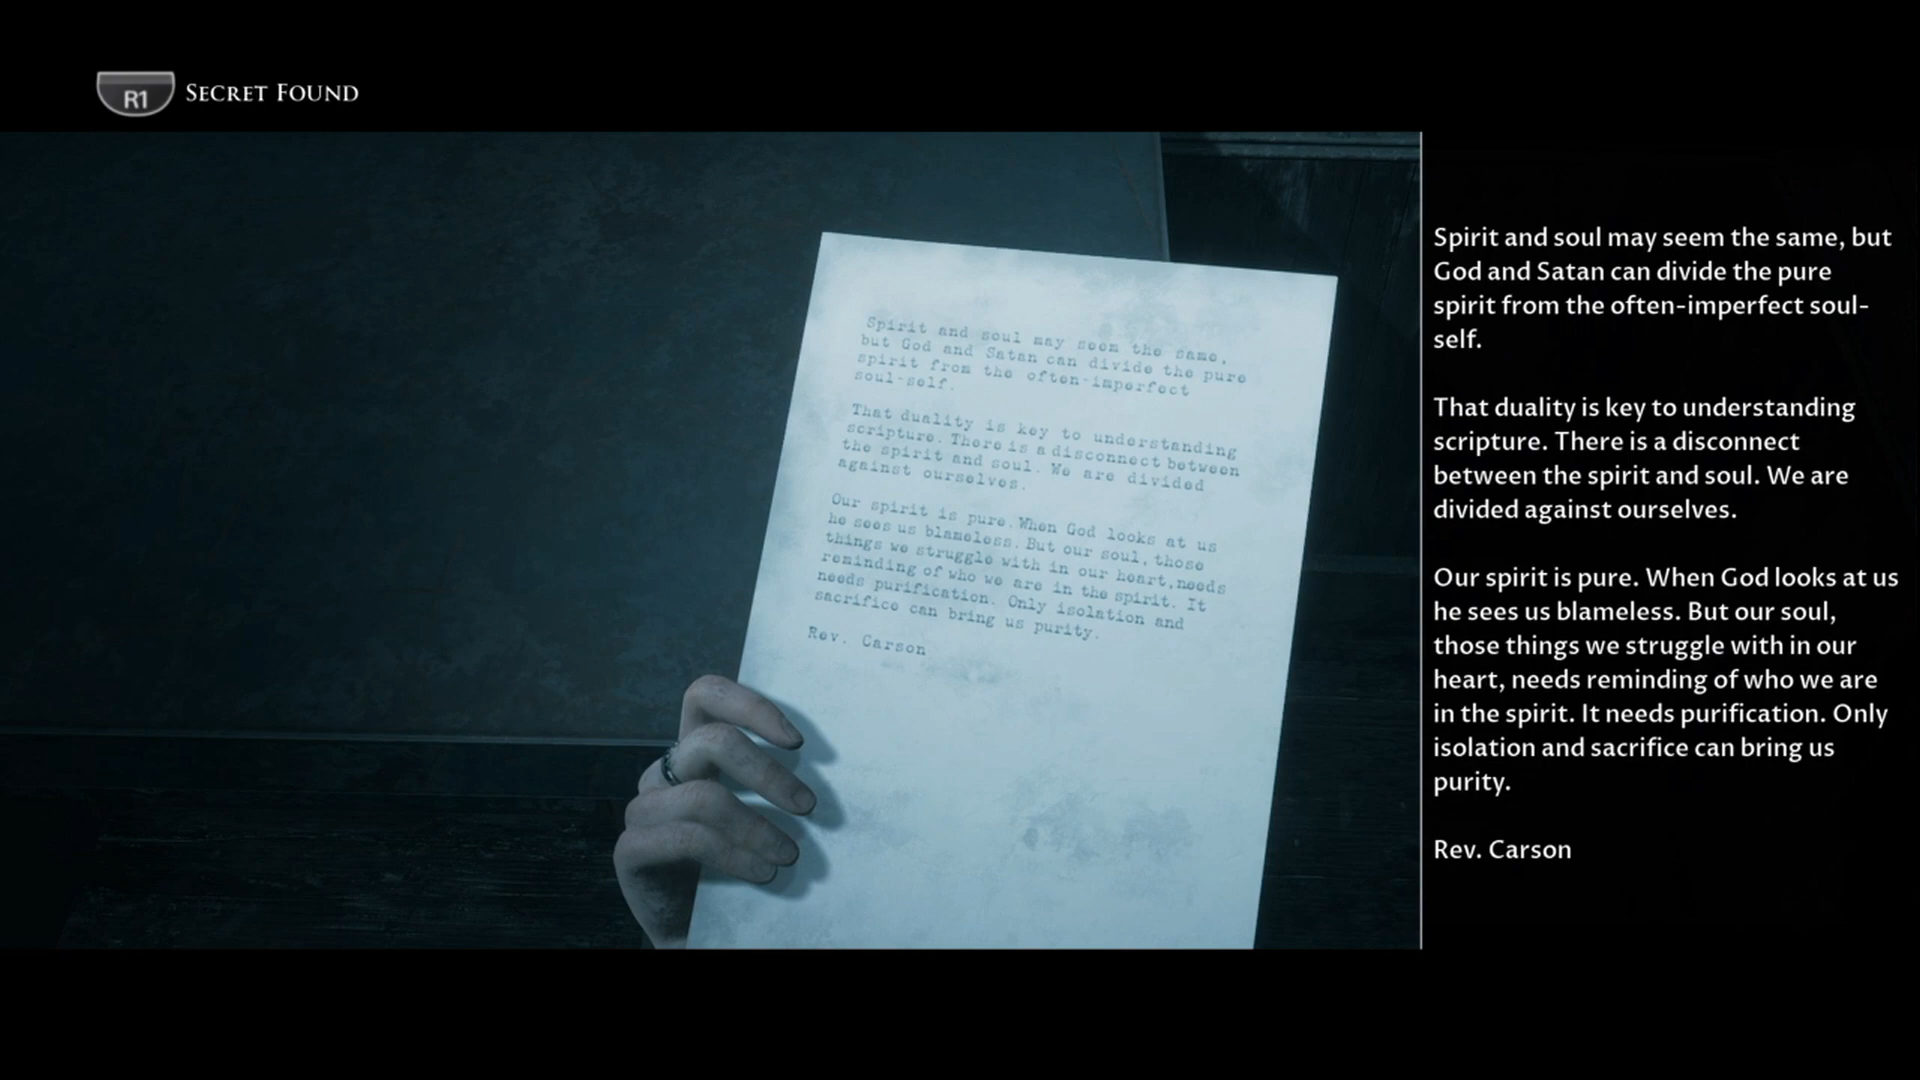 R1 SECRET FOUND
Spirit and soul may seem the same,
but God and Satan can divide the pure
spirit from the often-imperfect
soul-self.
That duality is key to understanding
scripture. There is a disconnect between
the spirit and soul. We are divided
against ourselves.
Our spirit is pure. When God looks at us
he sees us blameless. But our soul, those
things we struggle with in our heart, needs
reminding of who we are in the spirit. It
needs purification. Only isolation and
sacrifice can bring us purity.
Rev. Carson
Spirit and soul may seem the same, but
God and Satan can divide the pure
spirit from the often-imperfect soul-
self.
That duality is key to understanding
scripture. There is a disconnect
between the spirit and soul. We are
divided against ourselves.
Our spirit is pure. When God looks at us
he sees us blameless. But our soul,
those things we struggle with in our
heart, needs reminding of who we are
in the spirit. It needs purification. Only
isolation and sacrifice can bring us
purity.
Rev. Carson